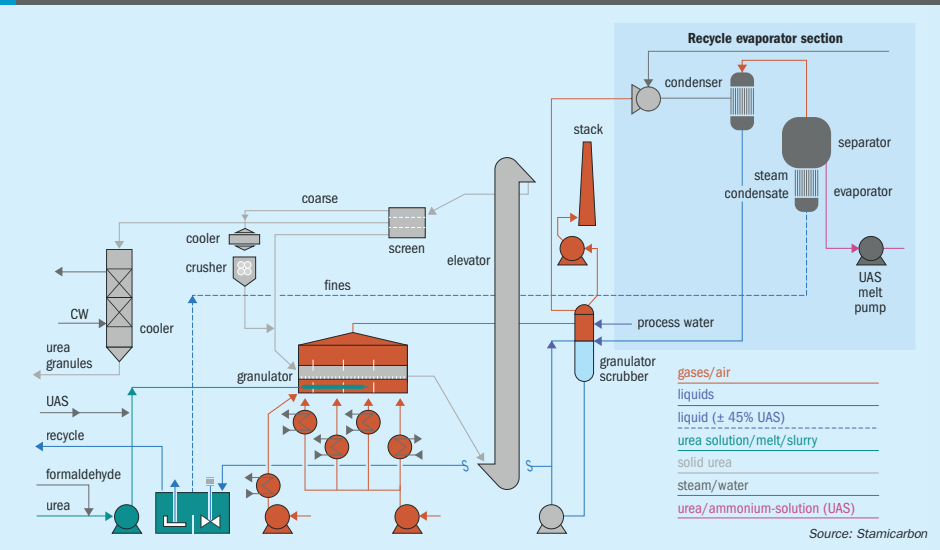 Recycle evaporator section
condenser
stack
separator
steam
condensate
evaporator
coarse
cooler
screen
elevator
crusher
UAS
melt
pump
fines
CW
cooler
process water
urea
granules
granulator
granulator
scrubber
gases/air
UAS
liquids
liquid (± 45% UAS)
recycle
urea solution/melt/slurry
solid urea
formaldehyde
steam/water
urea
urea/ammonium-solution (UAS)
Source: Stamicarbon